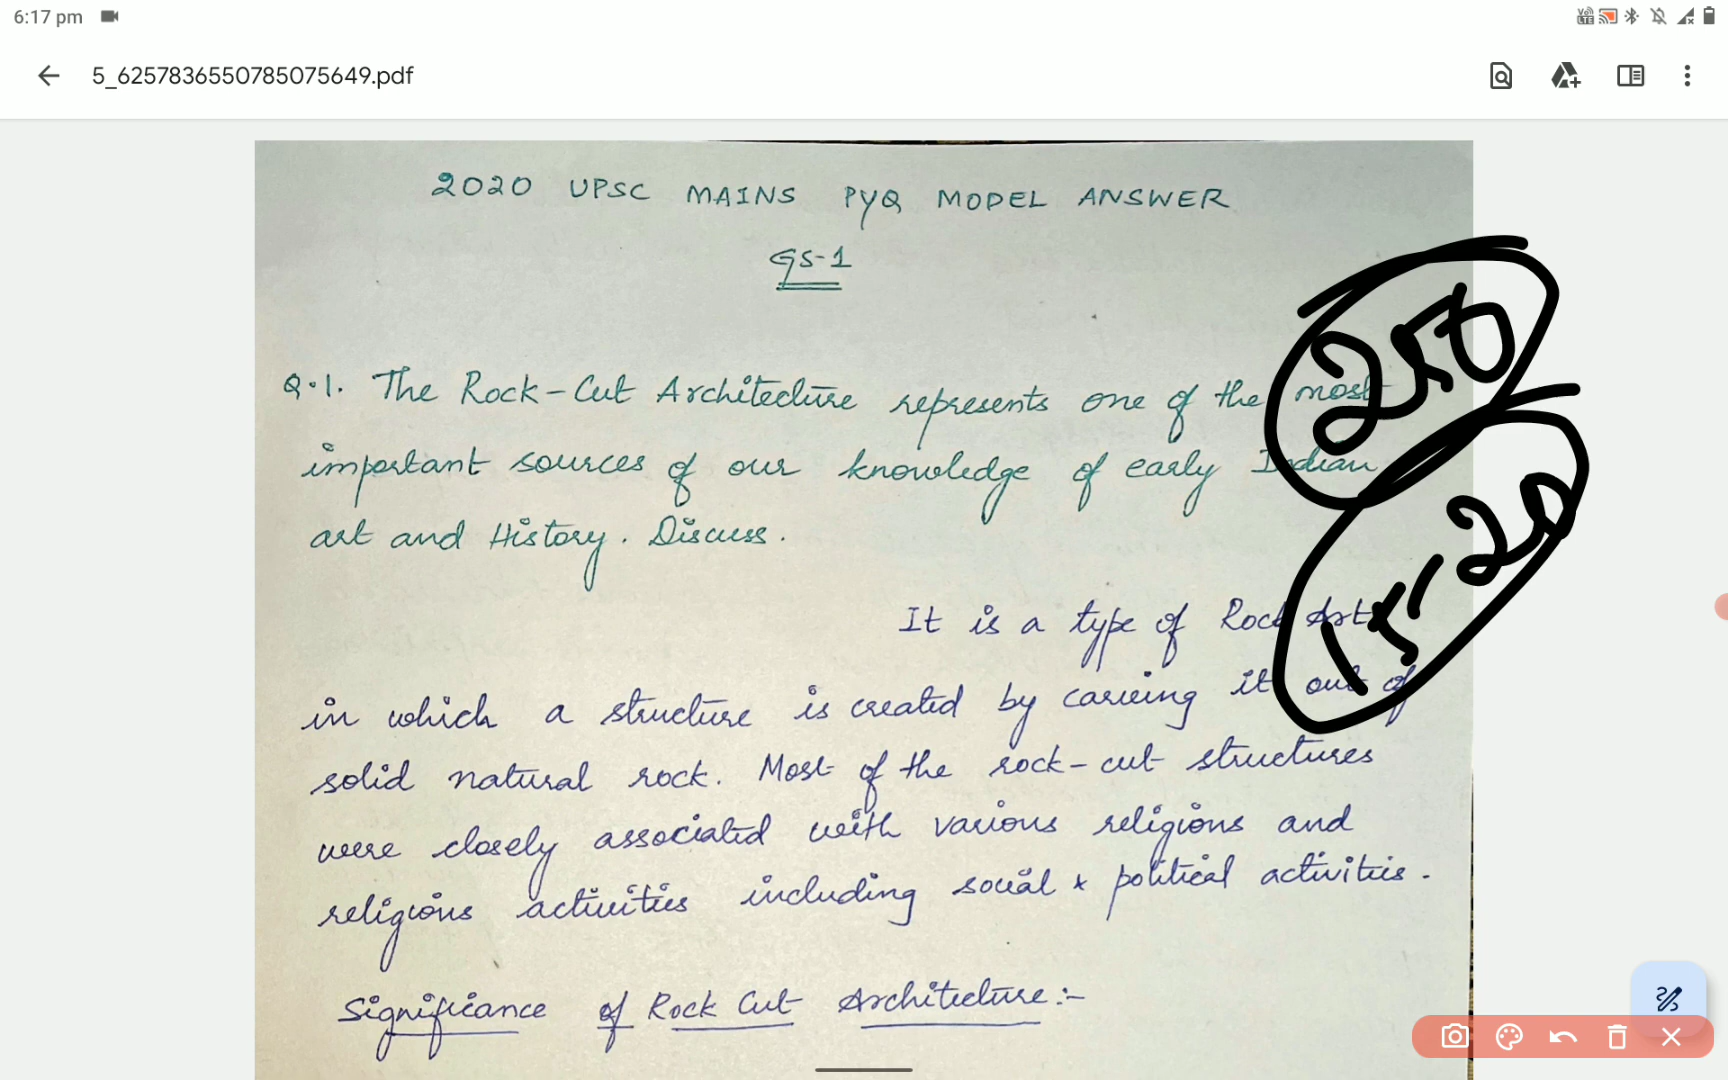 6:17 pm
5_6257836550785075649.pdf
2020 UPSC MAINS PYQ MODEL ANSWER
GS-1
Q.1. The Rock-Cut Architecture represents one of the most
important sources of our knowledge of early Indian
art and History. Discuss.
It is a type of Rock Art
in which a structure is created by carving it out of
solid natural rock. Most of the rock-cut structures
were closely associated with various religions and
religious activities including social & political activities.
Significance of Rock Cut Architecture:-
250
15-20